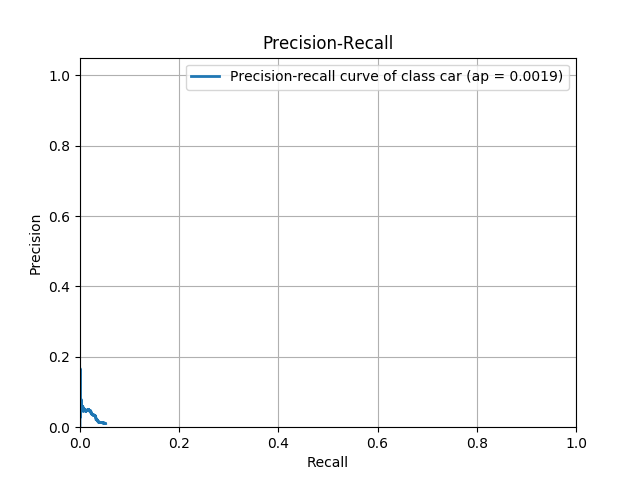 Precision-Recall
Precision-recall curve of class car (ap = 0.0019)
1.0
0.8
0.6
0.4
0.2
0.0
Precision
0.0 0.2 0.4 0.6 0.8 1.0
Recall